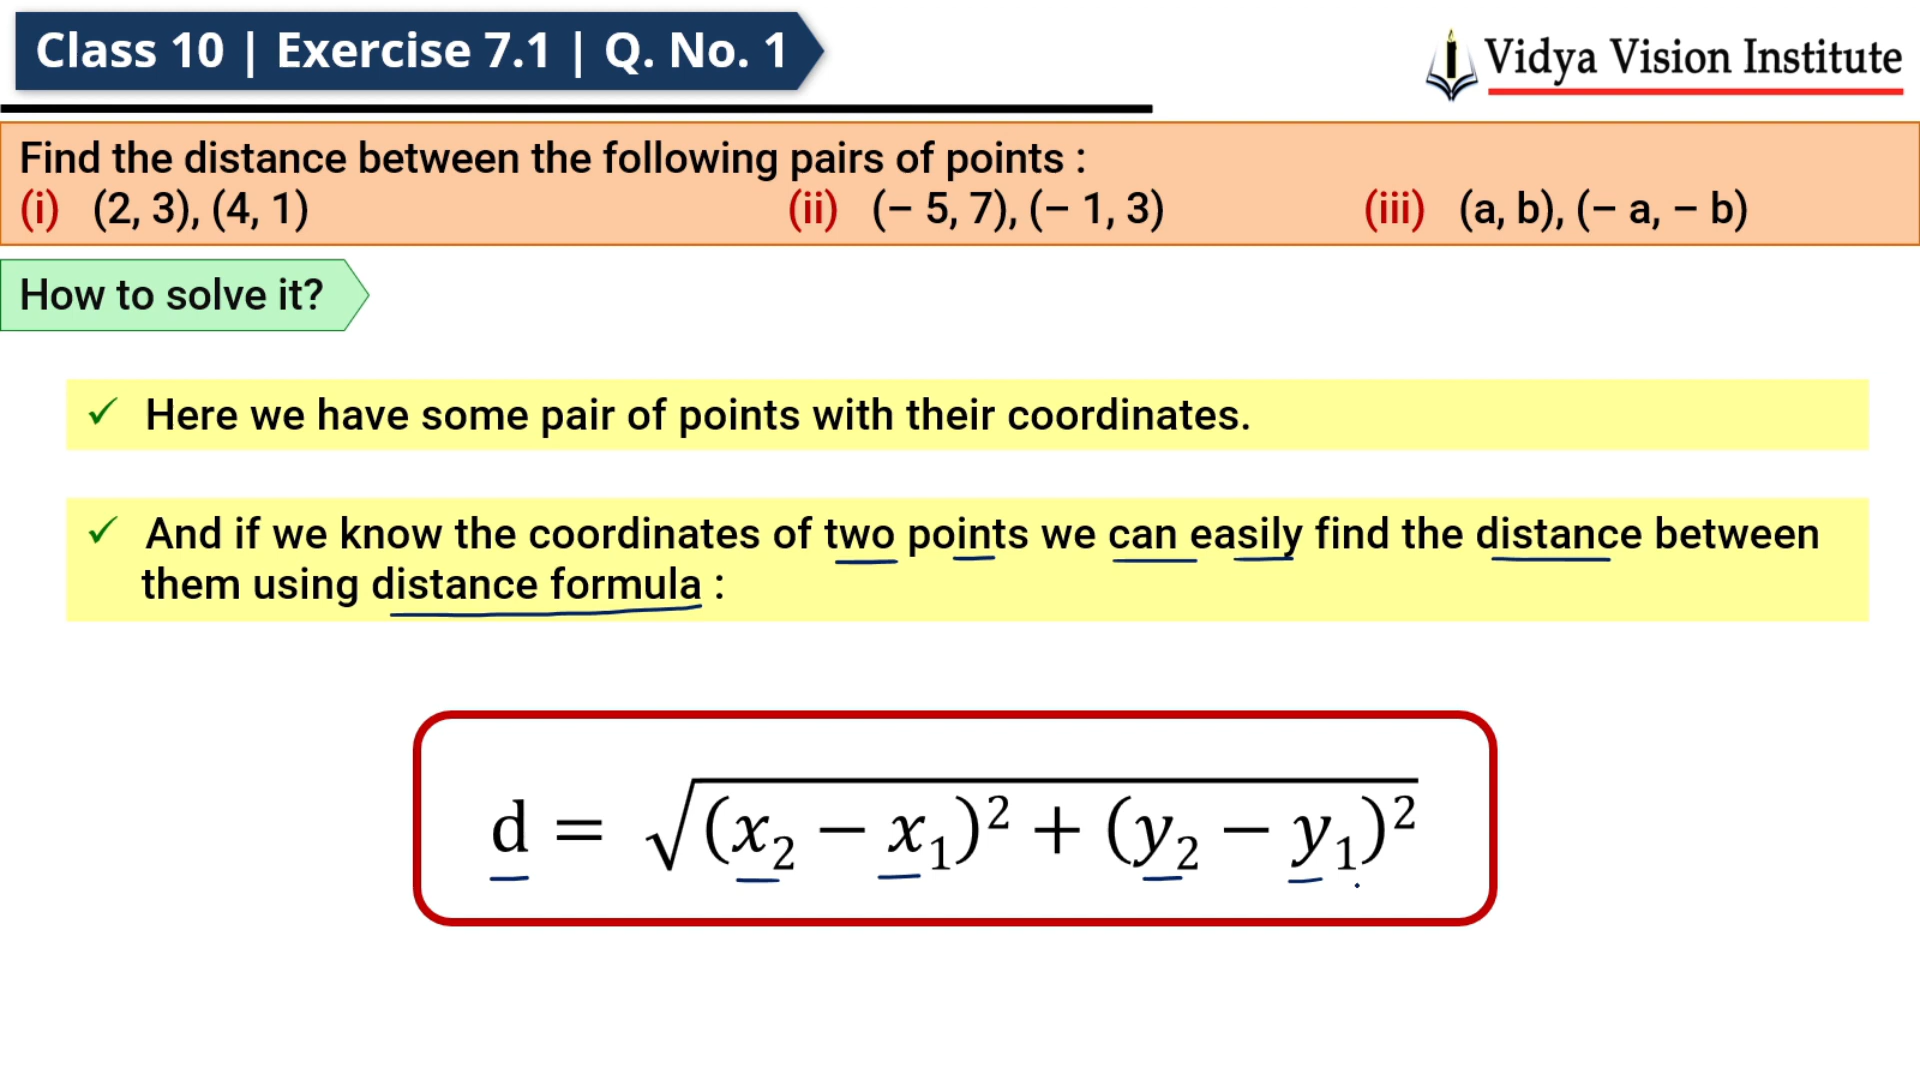 Class 10 | Exercise 7.1 | Q. No. 1
Vidya Vision Institute
Find the distance between the following pairs of points :
(i) (2, 3), (4, 1) (ii) (– 5, 7), (– 1, 3) (iii) (a, b), (– a, – b)
How to solve it?
✓ Here we have some pair of points with their coordinates.
✓ And if we know the coordinates of two points we can easily find the distance between
them using distance formula :
d = √(x₂ − x₁)² + (y₂ − y₁)²